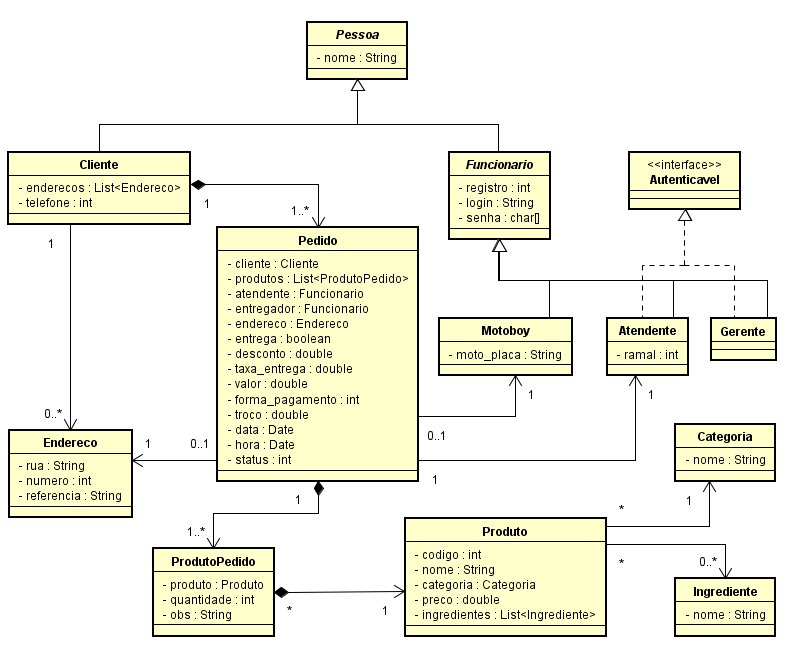 Pessoa
- nome : String
Cliente
- enderecos : List<Endereco>
- telefone : int
Funcionario
- registro : int
- login : String
- senha : char[]
<<interface>>
Autenticavel
1
1..*
1
Pedido
- cliente : Cliente
- produtos : List<ProdutoPedido>
- atendente : Funcionario
- entregador : Funcionario
- endereco : Endereco
- entrega : boolean
- desconto : double
- taxa_entrega : double
- valor : double
- forma_pagamento : int
- troco : double
- data : Date
- hora : Date
- status : int
Motoboy
- moto_placa : String
Atendente
- ramal : int
Gerente
1
1
0..*
0..1
Endereco
- rua : String
- numero : int
- referencia : String
1
0..1
1
Categoria
- nome : String
1
1..*
*
1
ProdutoPedido
- produto : Produto
- quantidade : int
- obs : String
*
1
Produto
- codigo : int
- nome : String
- categoria : Categoria
- preco : double
- ingredientes : List<Ingrediente>
*
0..*
Ingrediente
- nome : String